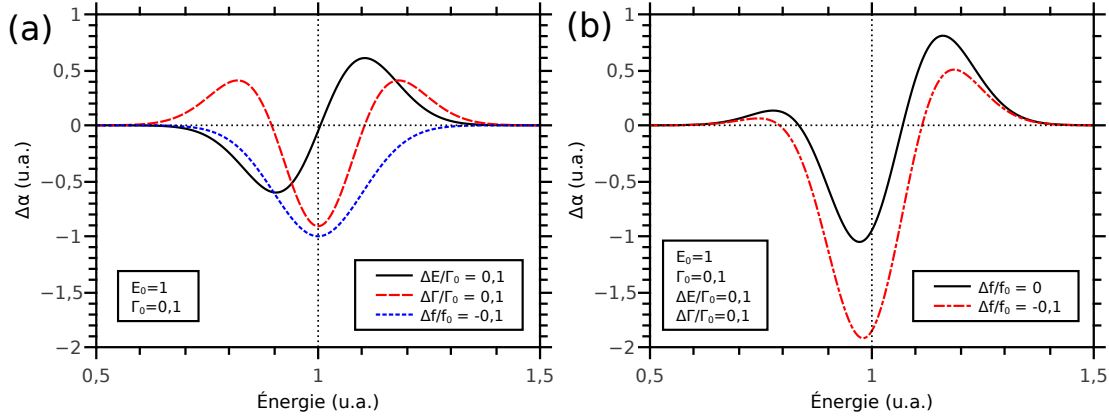 (a)
1
0,5
0
−0,5
−1
−1,5
−2
Δα (u.a.)
E₀=1
Γ₀=0,1
ΔE/Γ₀ = 0,1
ΔΓ/Γ₀ = 0,1
Δf/f₀ = -0,1
0,5 1 1,5
Énergie (u.a.)
(b)
1
0,5
0
−0,5
−1
−1,5
−2
Δα (u.a.)
E₀=1
Γ₀=0,1
ΔE/Γ₀=0,1
ΔΓ/Γ₀=0,1
Δf/f₀ = 0
Δf/f₀ = -0,1
0,5 1 1,5
Énergie (u.a.)